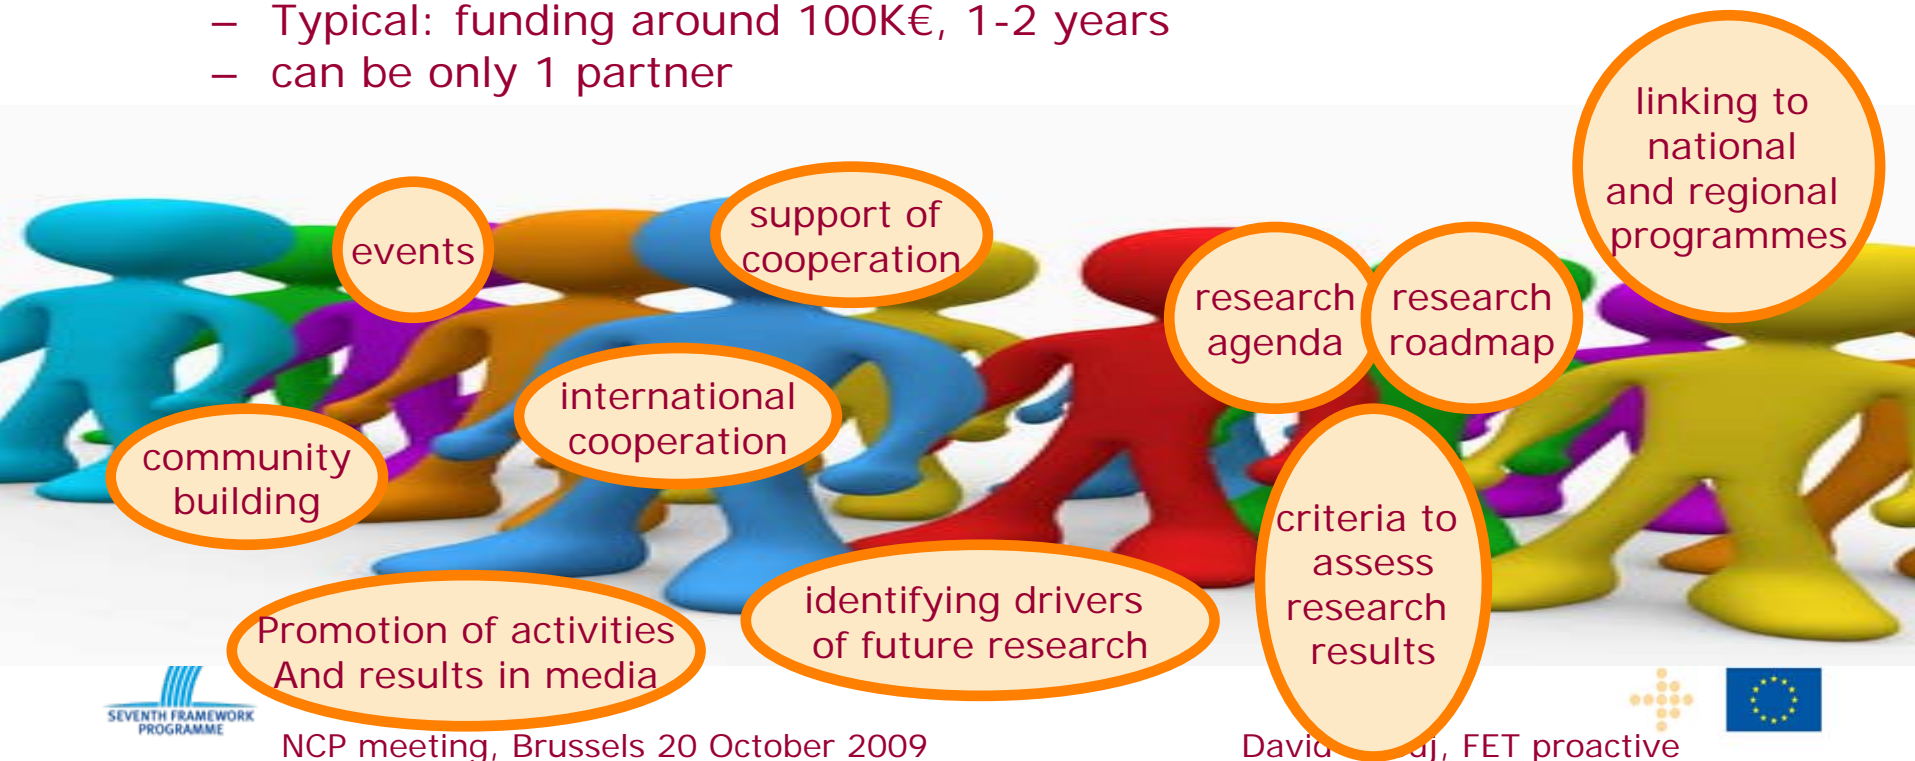 – Typical: funding around 100K€, 1-2 years
– can be only 1 partner
linking to
national
and regional
programmes
events
support of
cooperation
research
agenda
research
roadmap
international
cooperation
community
building
criteria to
assess
research
results
identifying drivers
of future research
Promotion of activities
And results in media
SEVENTH FRAMEWORK
PROGRAMME
NCP meeting, Brussels 20 October 2009
David , FET proactive